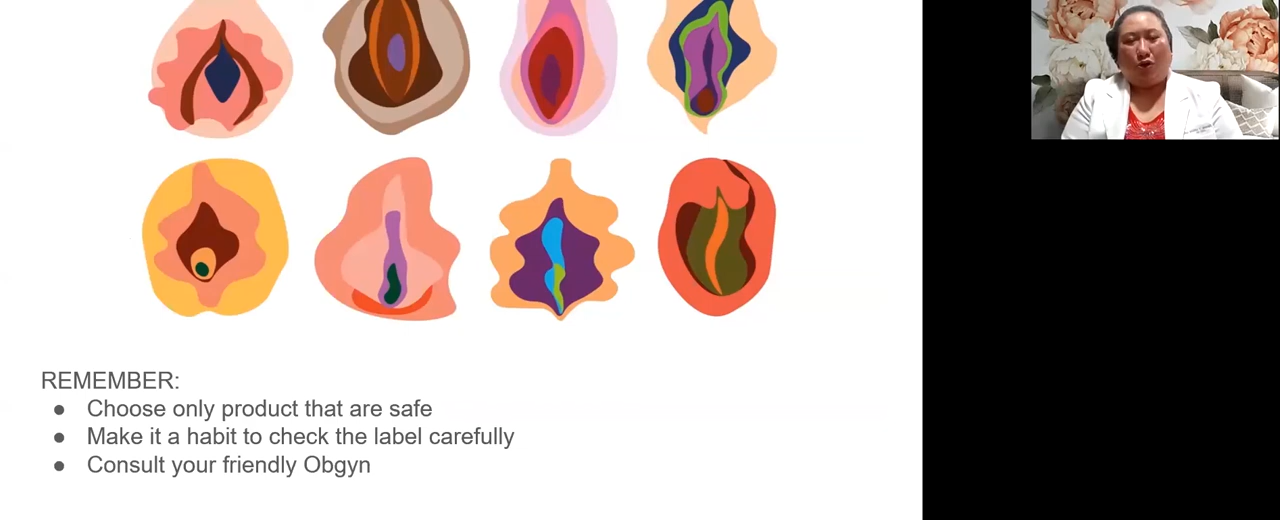 REMEMBER:
● Choose only product that are safe
● Make it a habit to check the label carefully
● Consult your friendly Obgyn